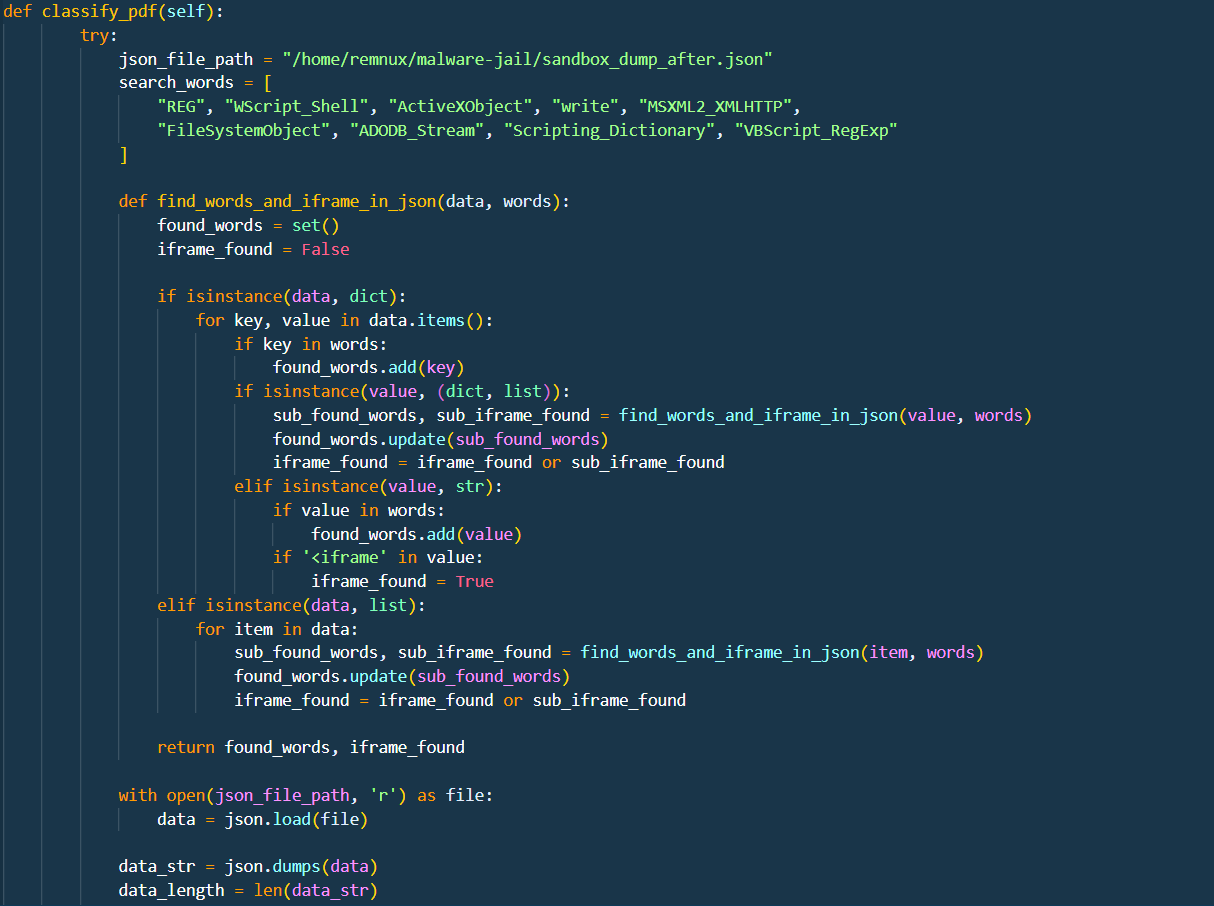 def classify_pdf(self):
try:
json_file_path = "/home/remnux/malware-jail/sandbox_dump_after.json"
search_words = [
"REG", "WScript_Shell", "ActiveXObject", "write", "MSXML2_XMLHTTP",
"FileSystemObject", "ADODB_Stream", "Scripting_Dictionary", "VBScript_RegExp"
]
def find_words_and_iframe_in_json(data, words):
found_words = set()
iframe_found = False
if isinstance(data, dict):
for key, value in data.items():
if key in words:
found_words.add(key)
if isinstance(value, (dict, list)):
sub_found_words, sub_iframe_found = find_words_and_iframe_in_json(value, words)
found_words.update(sub_found_words)
iframe_found = iframe_found or sub_iframe_found
elif isinstance(value, str):
if value in words:
found_words.add(value)
if '<iframe' in value:
iframe_found = True
elif isinstance(data, list):
for item in data:
sub_found_words, sub_iframe_found = find_words_and_iframe_in_json(item, words)
found_words.update(sub_found_words)
iframe_found = iframe_found or sub_iframe_found
return found_words, iframe_found
with open(json_file_path, 'r') as file:
data = json.load(file)
data_str = json.dumps(data)
data_length = len(data_str)